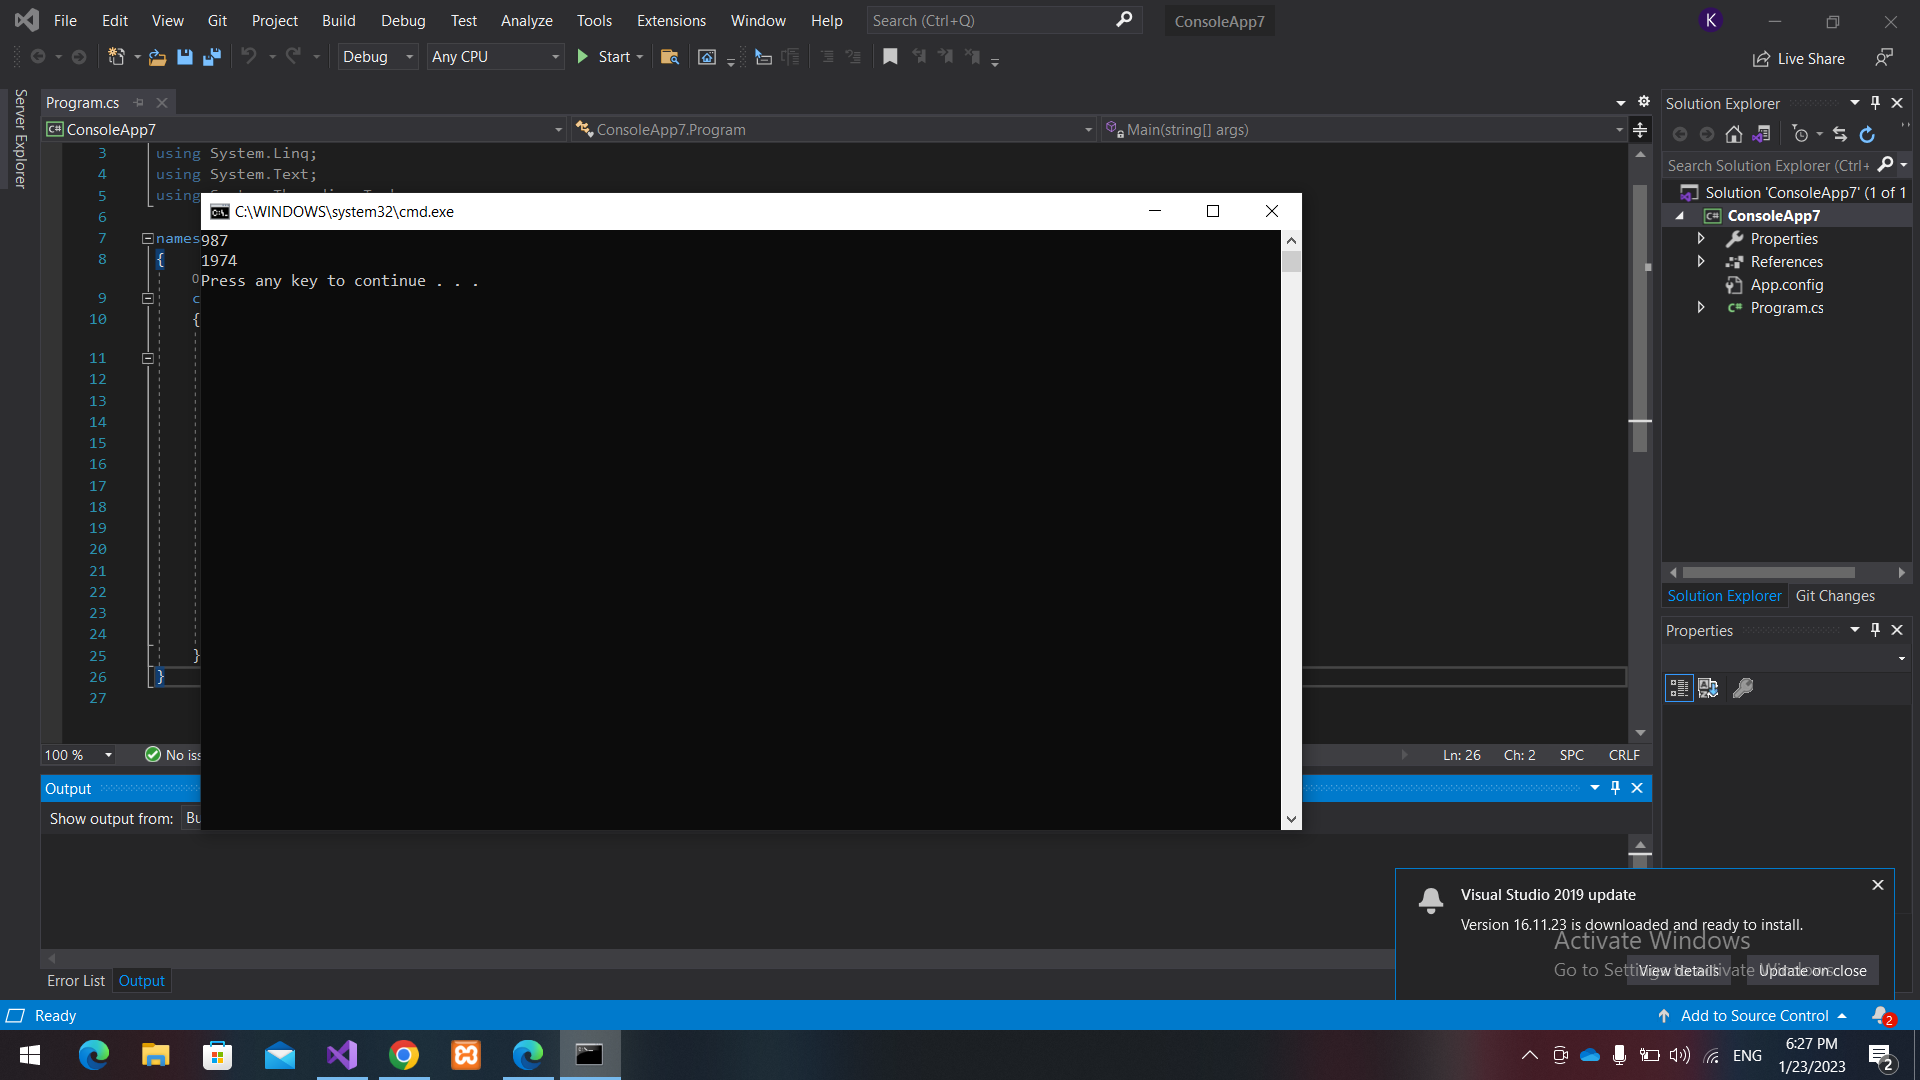 File Edit View Git Project Build Debug Test Analyze Tools Extensions Window Help Search (Ctrl+Q) ConsoleApp7 K
Debug Any CPU Start Live Share
Server Explorer
Program.cs
ConsoleApp7 ConsoleApp7.Program Main(string[] args)
3 using System.Linq;
4 using System.Text;
5 using
6
7 names
8 {
0
9 c
10 {
11
12
13
14
15
16
17
18
19
20
21
22
23
24
25 }
26 }
27
C:\WINDOWS\system32\cmd.exe
987
1974
Press any key to continue . . .
100 % No iss Ln: 26 Ch: 2 SPC CRLF
Output
Show output from: Bu
Error List Output
Solution Explorer
Search Solution Explorer (Ctrl+
Solution 'ConsoleApp7' (1 of 1
C# ConsoleApp7
Properties
References
App.config
C# Program.cs
Solution Explorer Git Changes
Properties
Visual Studio 2019 update
Version 16.11.23 is downloaded and ready to install.
Activate Windows
Go to Settings to activate Windows.
View details Update on close
Ready Add to Source Control 2
ENG 6:27 PM
1/23/2023 2